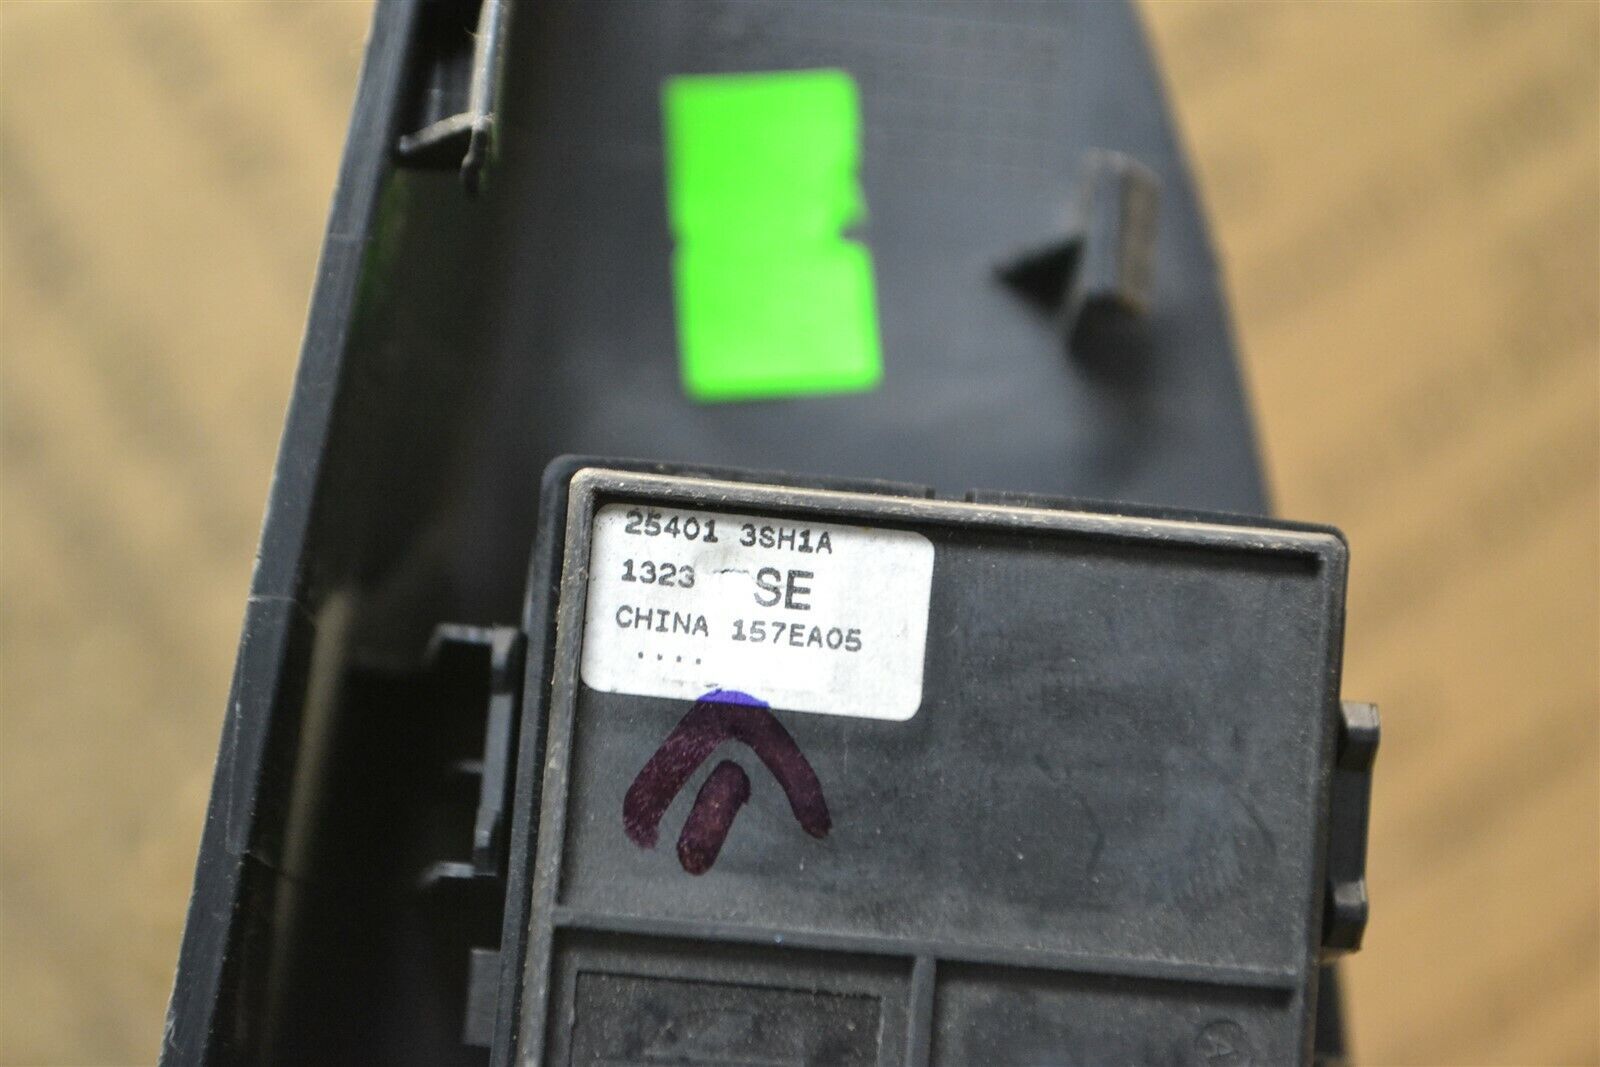 25401 3SH1A
1323 SE
CHINA 157EA05
....
A